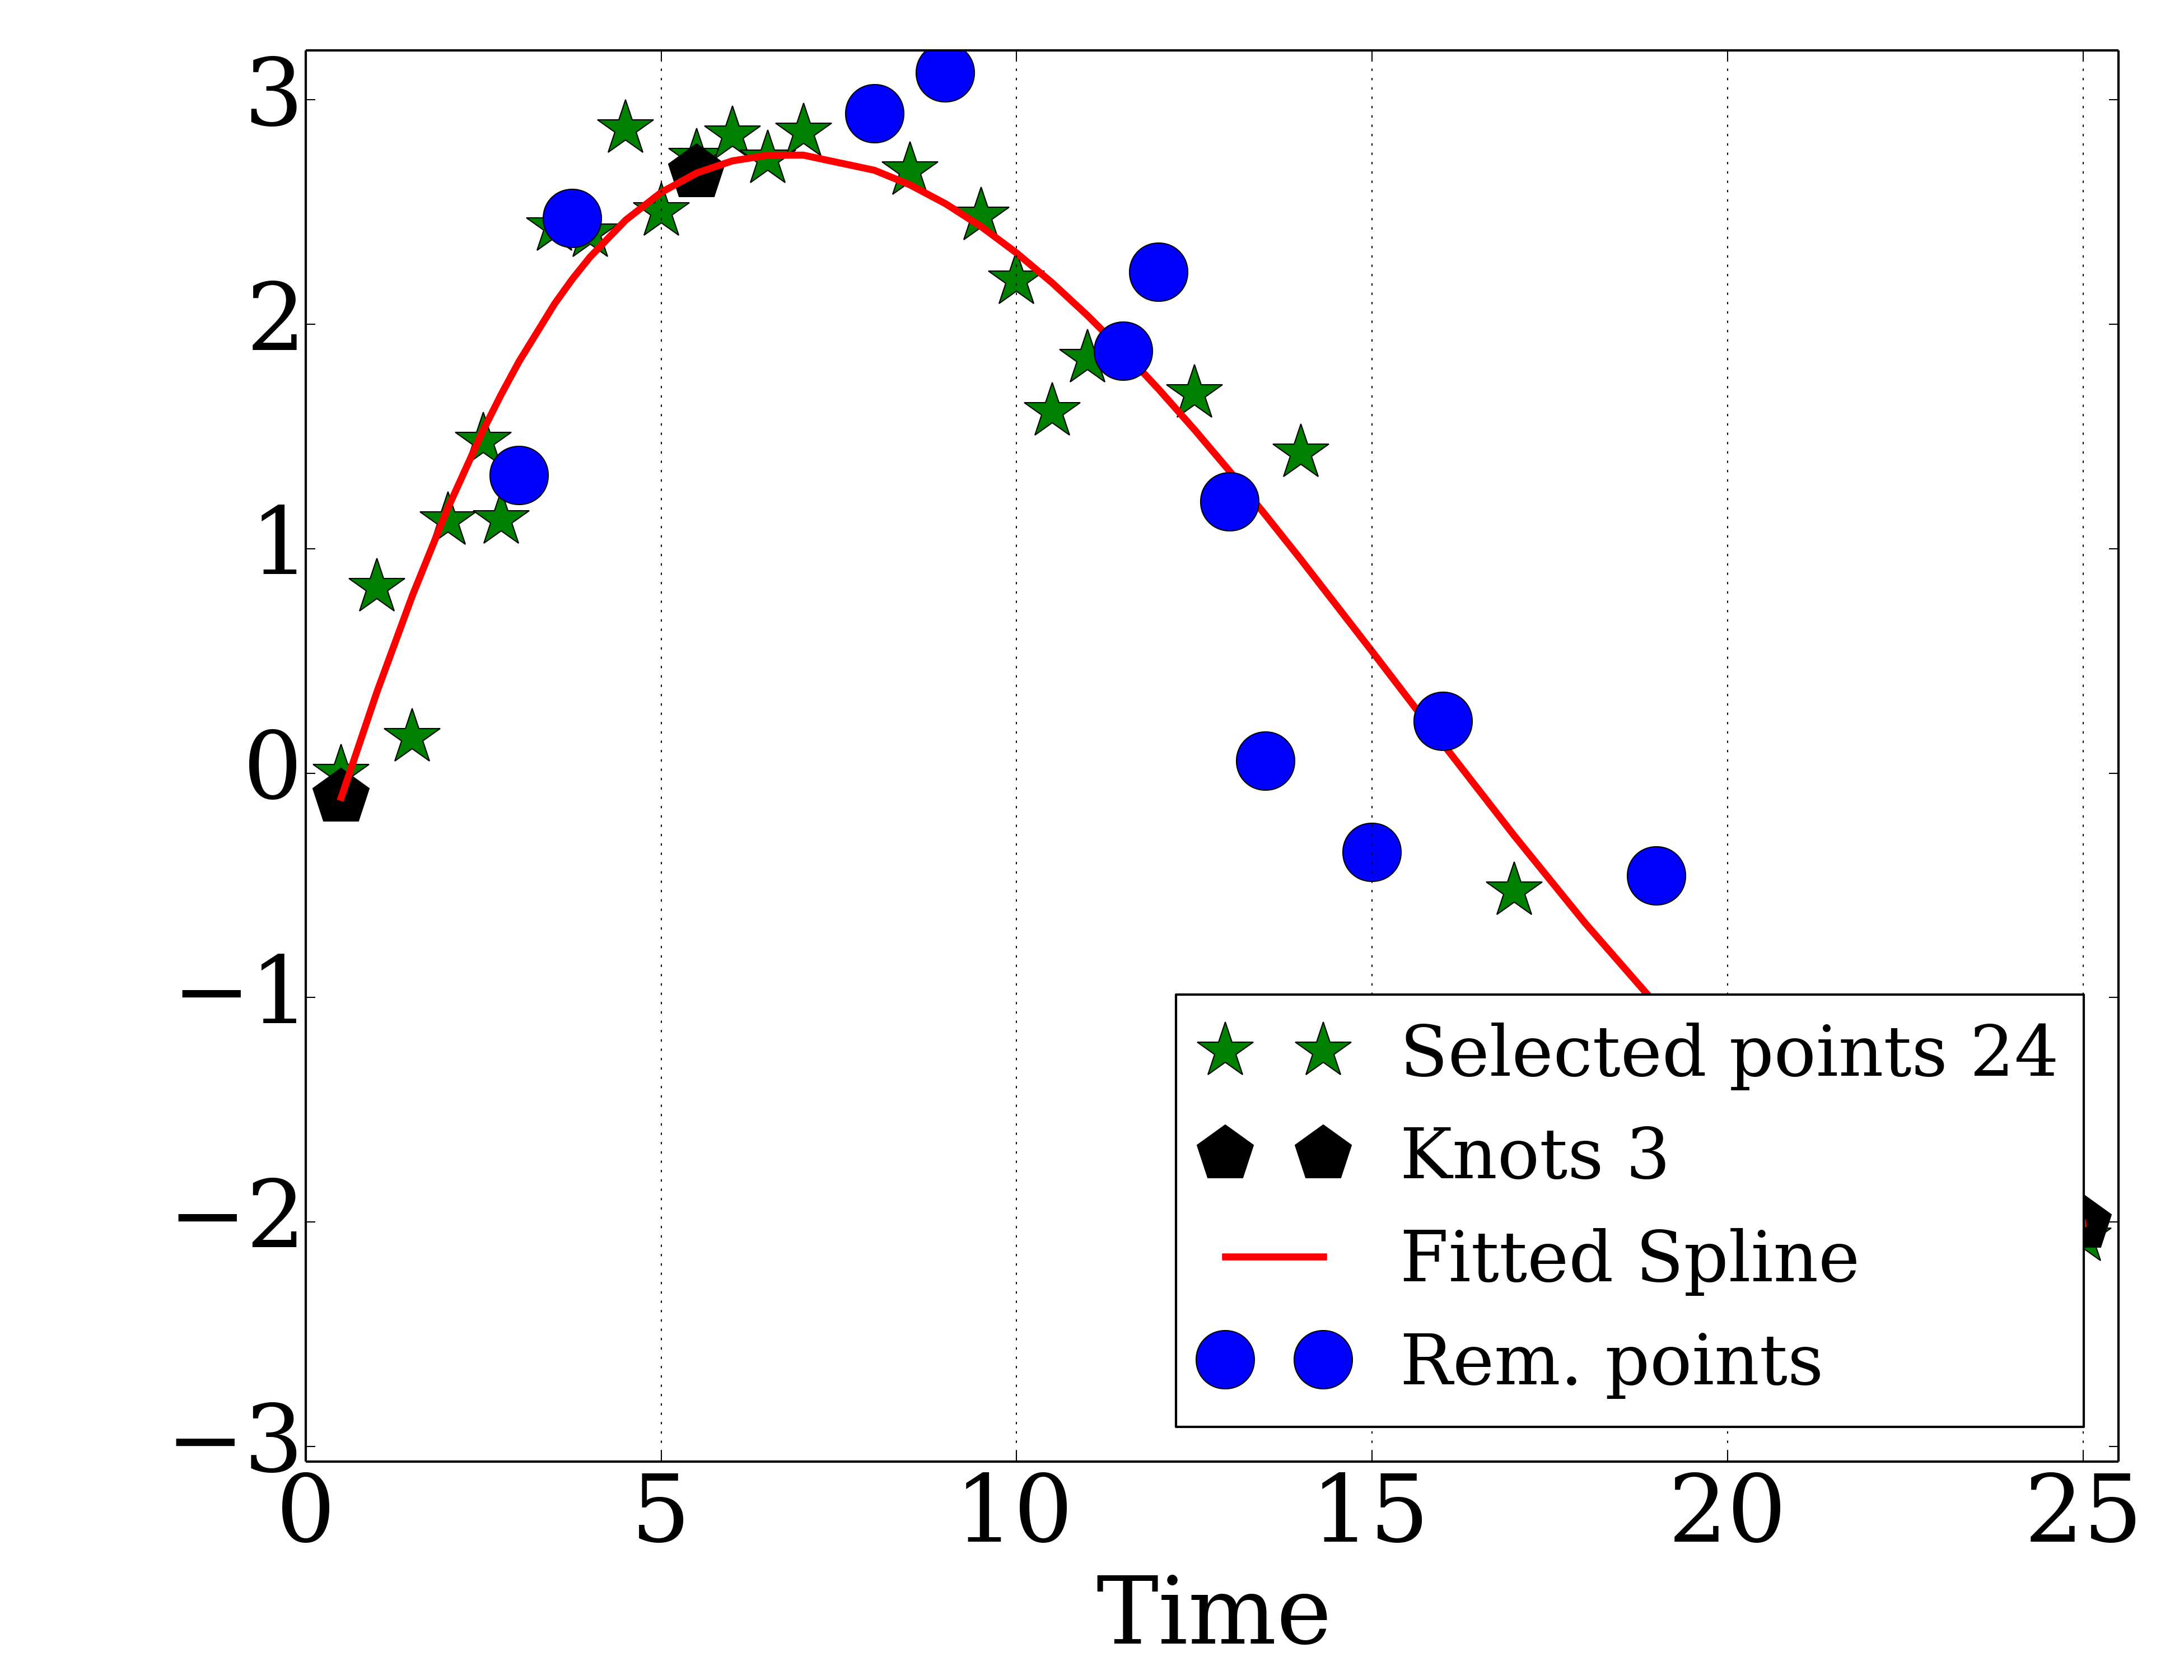 3
2
1
0
−1
−2
−3
0 5 10 15 20 25
Time
Selected points 24
Knots 3
Fitted Spline
Rem. points